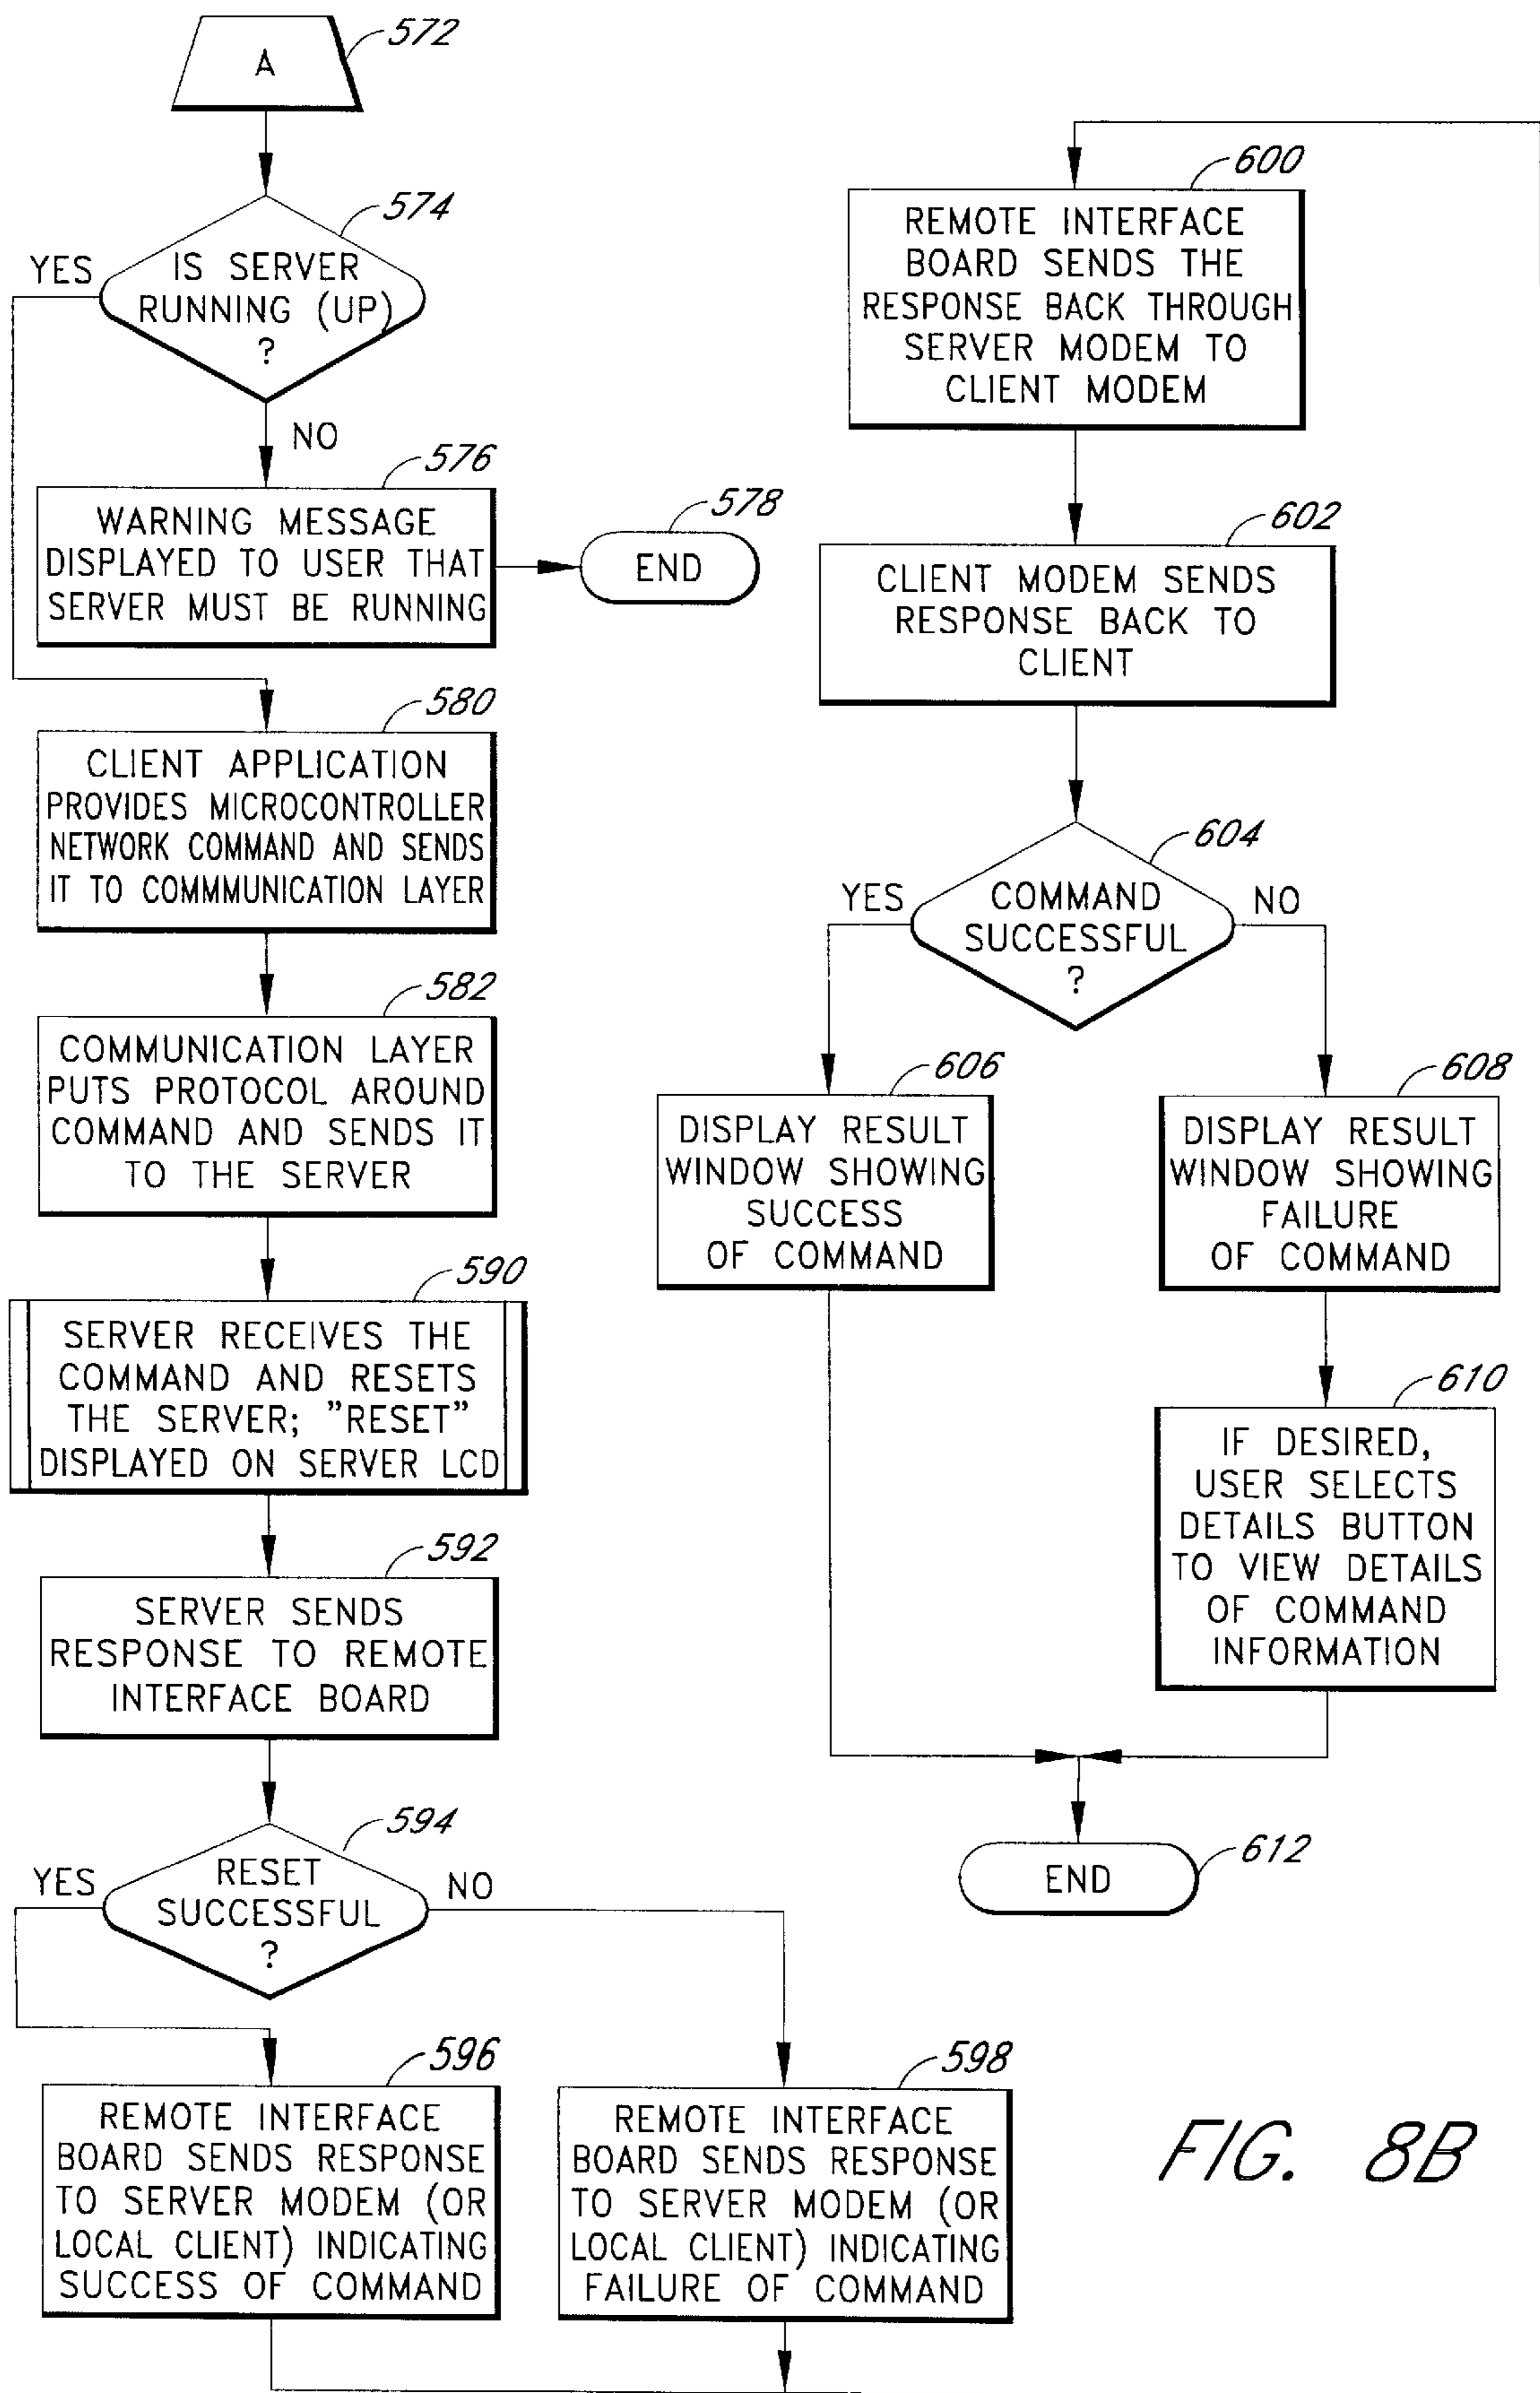 572
A
574
YES
IS SERVER
RUNNING (UP)
?
NO
576
WARNING MESSAGE
DISPLAYED TO USER THAT
SERVER MUST BE RUNNING
578
END
580
CLIENT APPLICATION
PROVIDES MICROCONTROLLER
NETWORK COMMAND AND SENDS
IT TO COMMMUNICATION LAYER
582
COMMUNICATION LAYER
PUTS PROTOCOL AROUND
COMMAND AND SENDS IT
TO THE SERVER
590
SERVER RECEIVES THE
COMMAND AND RESETS
THE SERVER; "RESET"
DISPLAYED ON SERVER LCD
592
SERVER SENDS
RESPONSE TO REMOTE
INTERFACE BOARD
594
YES
RESET
SUCCESSFUL
?
NO
596
REMOTE INTERFACE
BOARD SENDS RESPONSE
TO SERVER MODEM (OR
LOCAL CLIENT) INDICATING
SUCCESS OF COMMAND
598
REMOTE INTERFACE
BOARD SENDS RESPONSE
TO SERVER MODEM (OR
LOCAL CLIENT) INDICATING
FAILURE OF COMMAND
600
REMOTE INTERFACE
BOARD SENDS THE
RESPONSE BACK THROUGH
SERVER MODEM TO
CLIENT MODEM
602
CLIENT MODEM SENDS
RESPONSE BACK TO
CLIENT
604
YES
COMMAND
SUCCESSFUL
?
NO
606
DISPLAY RESULT
WINDOW SHOWING
SUCCESS
OF COMMAND
608
DISPLAY RESULT
WINDOW SHOWING
FAILURE
OF COMMAND
610
IF DESIRED,
USER SELECTS
DETAILS BUTTON
TO VIEW DETAILS
OF COMMAND
INFORMATION
612
END
FIG. 8B